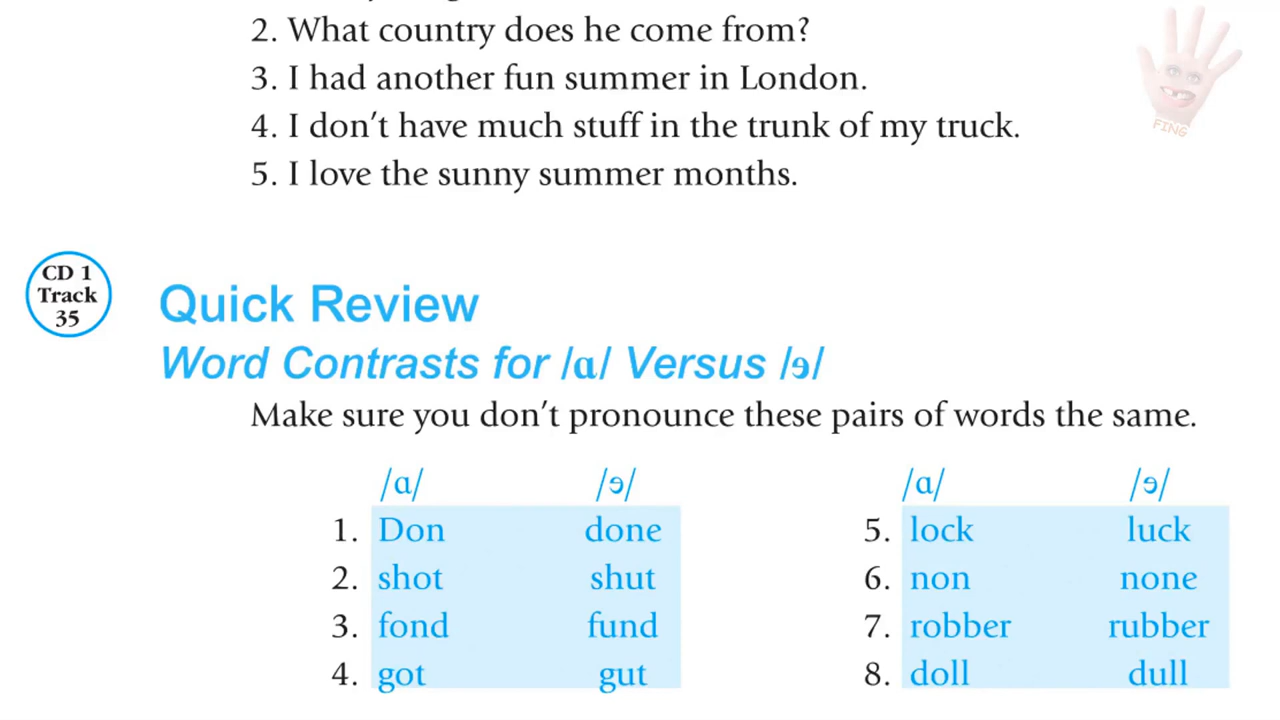 2. What country does he come from?
3. I had another fun summer in London.
4. I don't have much stuff in the trunk of my truck.
5. I love the sunny summer months.
FING
CD 1
Track
35
Quick Review
Word Contrasts for /ɑ/ Versus /ɘ/
Make sure you don't pronounce these pairs of words the same.
/ɑ/ /ɘ/ /ɑ/ /ɘ/
1. Don done 5. lock luck
2. shot shut 6. non none
3. fond fund 7. robber rubber
4. got gut 8. doll dull